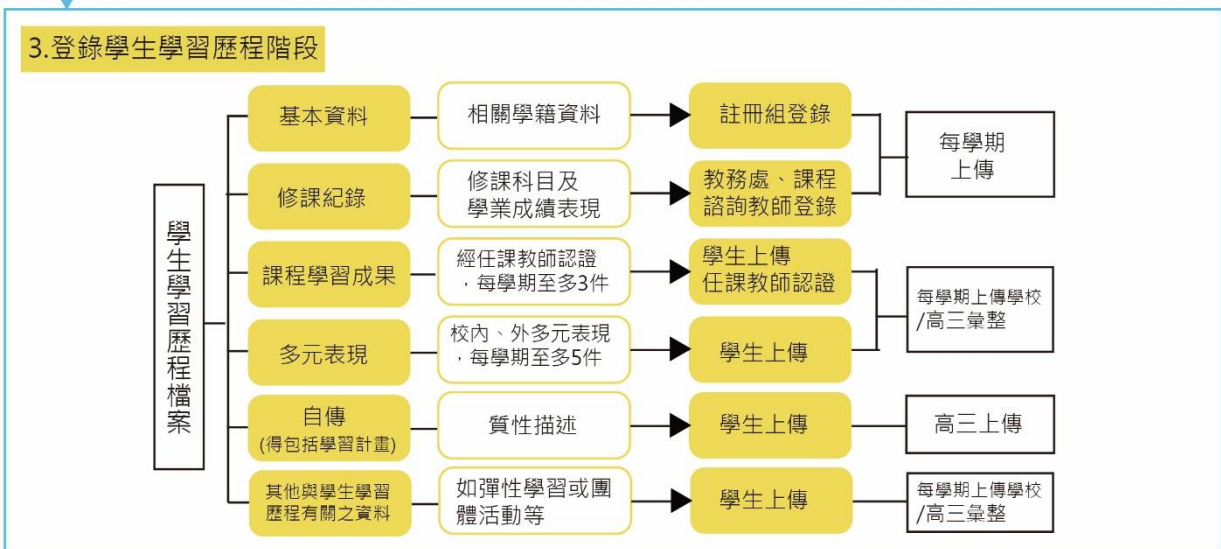 3.登錄學生學習歷程階段
學生學習歷程檔案
基本資料
相關學籍資料
註冊組登錄
每學期
上傳
修課紀錄
修課科目及
學業成績表現
教務處、課程
諮詢教師登錄
課程學習成果
經任課教師認證
，每學期至多3件
學生上傳
任課教師認證
每學期上傳學校
/高三彙整
多元表現
校內、外多元表現
，每學期至多5件
學生上傳
自傳
(得包括學習計畫)
質性描述
學生上傳
高三上傳
其他與學生學習
歷程有關之資料
如彈性學習或團
體活動等
學生上傳
每學期上傳學校
/高三彙整